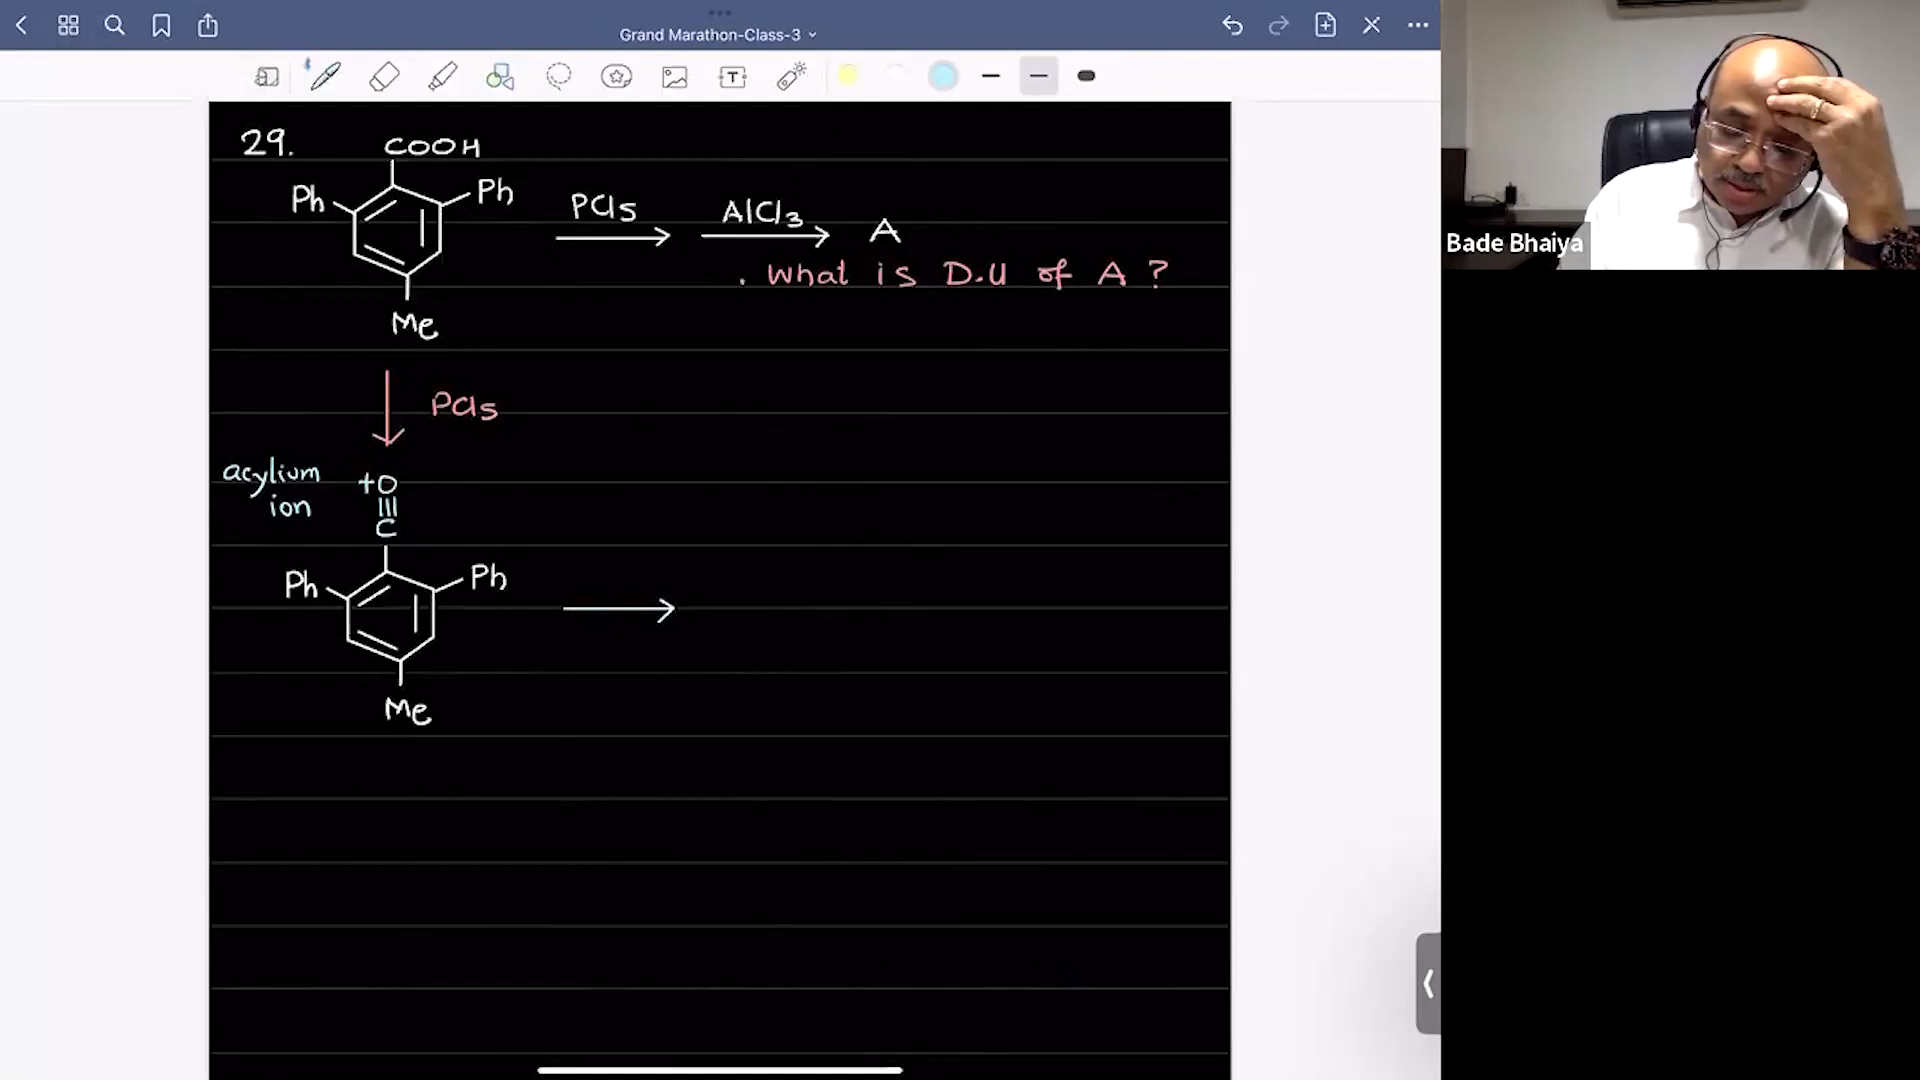 Grand Marathon-Class-3
29.
COOH
Ph
Ph
PCl5
AlCl3
A
. What is D.U of A ?
Me
PCl5
acylium
ion
+O
C
Ph
Ph
Me
Bade Bhaiya